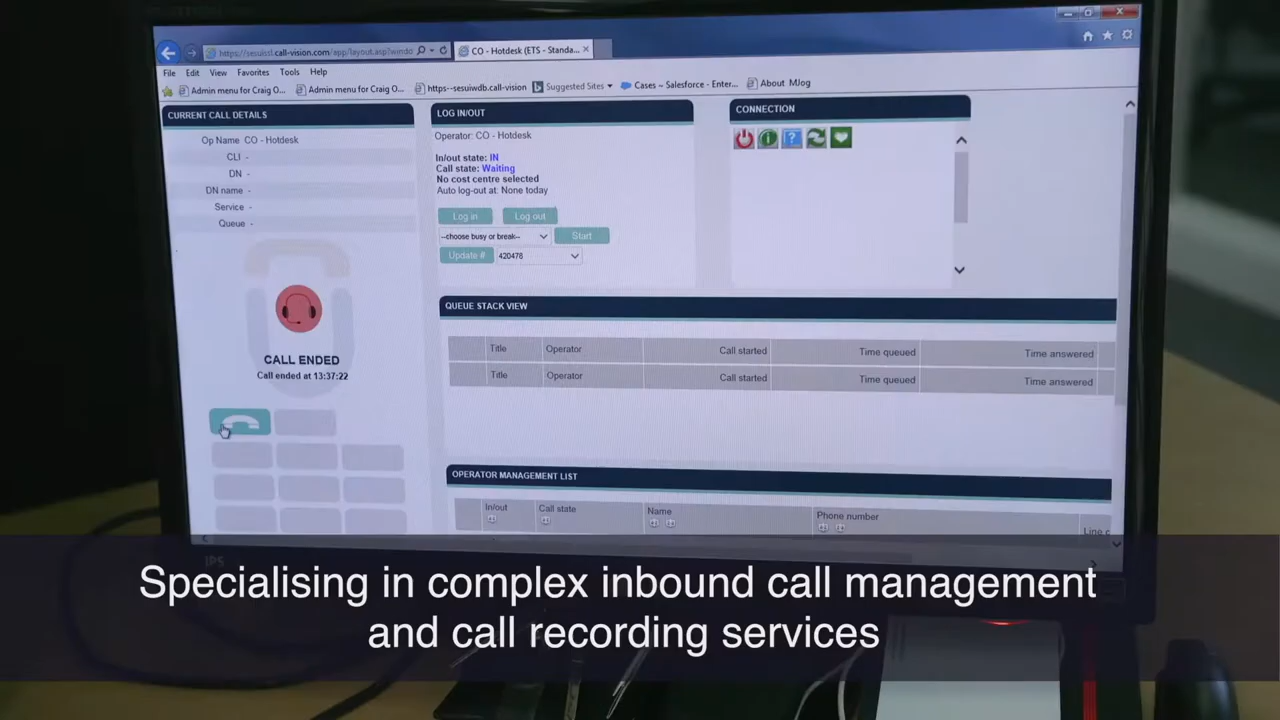 https://sesuissl.call-vision.com/app/layout.asp?windo
CO - Hotdesk (ETS - Standa...
File Edit View Favorites Tools Help
Admin menu for Craig O... Admin menu for Craig O... https--sesuiwdb.call-vision Suggested Sites Cases ~ Salesforce - Enter... About MJog
CURRENT CALL DETAILS
Op Name CO - Hotdesk
CLI -
DN -
DN name -
Service -
Queue -
CALL ENDED
Call ended at 13:37:22
LOG IN/OUT
Operator: CO - Hotdesk
In/out state: IN
Call state: Waiting
No cost centre selected
Auto log-out at: None today
Log in Log out
--choose busy or break-- Start
Update # 420478
CONNECTION
QUEUE STACK VIEW
Title Operator Call started Time queued Time answered
Title Operator Call started Time queued Time answered
OPERATOR MANAGEMENT LIST
In/out Call state Name Phone number
IPS
Specialising in complex inbound call management
and call recording services